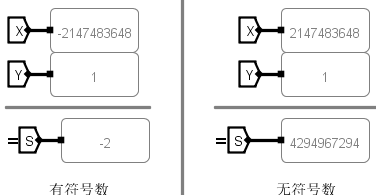 X -2147483648
Y 1
= S -2
有符号数
X 2147483648
Y 1
= S 4294967294
无符号数